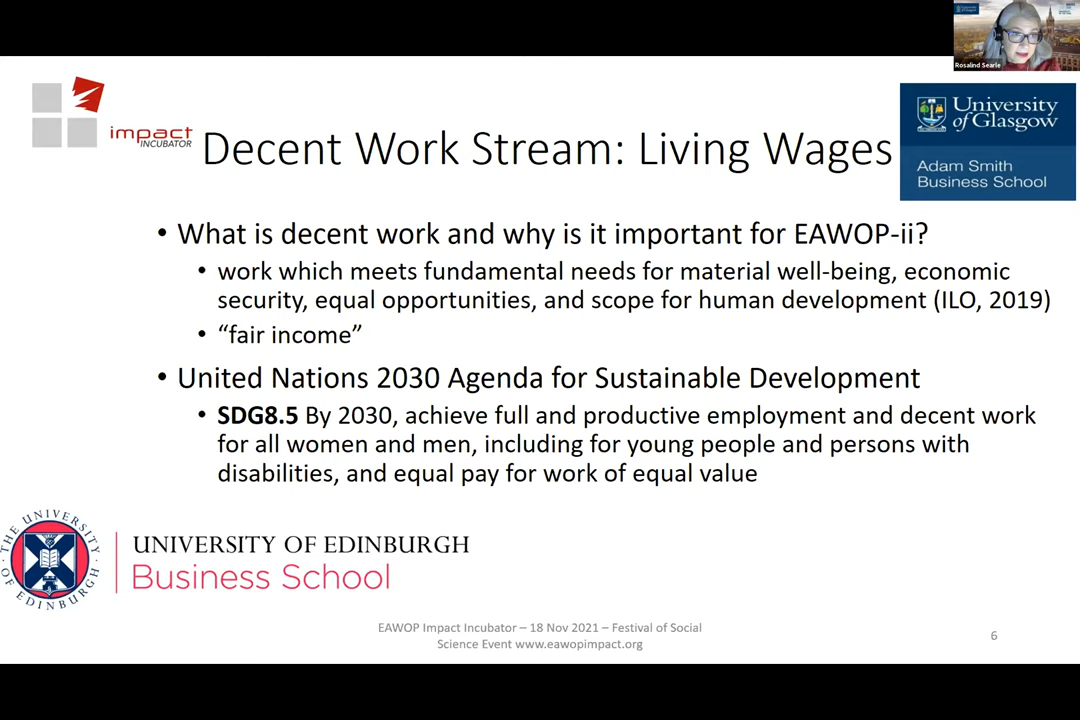 Rosalind Searle
impact
INCUBATOR
Decent Work Stream: Living Wages
University
of Glasgow
Adam Smith
Business School
• What is decent work and why is it important for EAWOP-ii?
• work which meets fundamental needs for material well-being, economic
security, equal opportunities, and scope for human development (ILO, 2019)
• “fair income”
• United Nations 2030 Agenda for Sustainable Development
• SDG8.5 By 2030, achieve full and productive employment and decent work
for all women and men, including for young people and persons with
disabilities, and equal pay for work of equal value
THE UNIVERSITY OF EDINBURGH
UNIVERSITY OF EDINBURGH
Business School
EAWOP Impact Incubator – 18 Nov 2021 – Festival of Social
Science Event www.eawopimpact.org
6